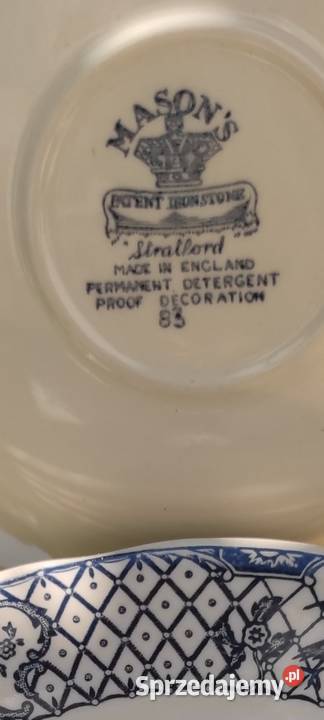 MASON'S
PATENT IRONSTONE
"Stratford
MADE IN ENGLAND
PERMANENT DETERGENT
PROOF DECORATION
83
Sprzedajemy.pl